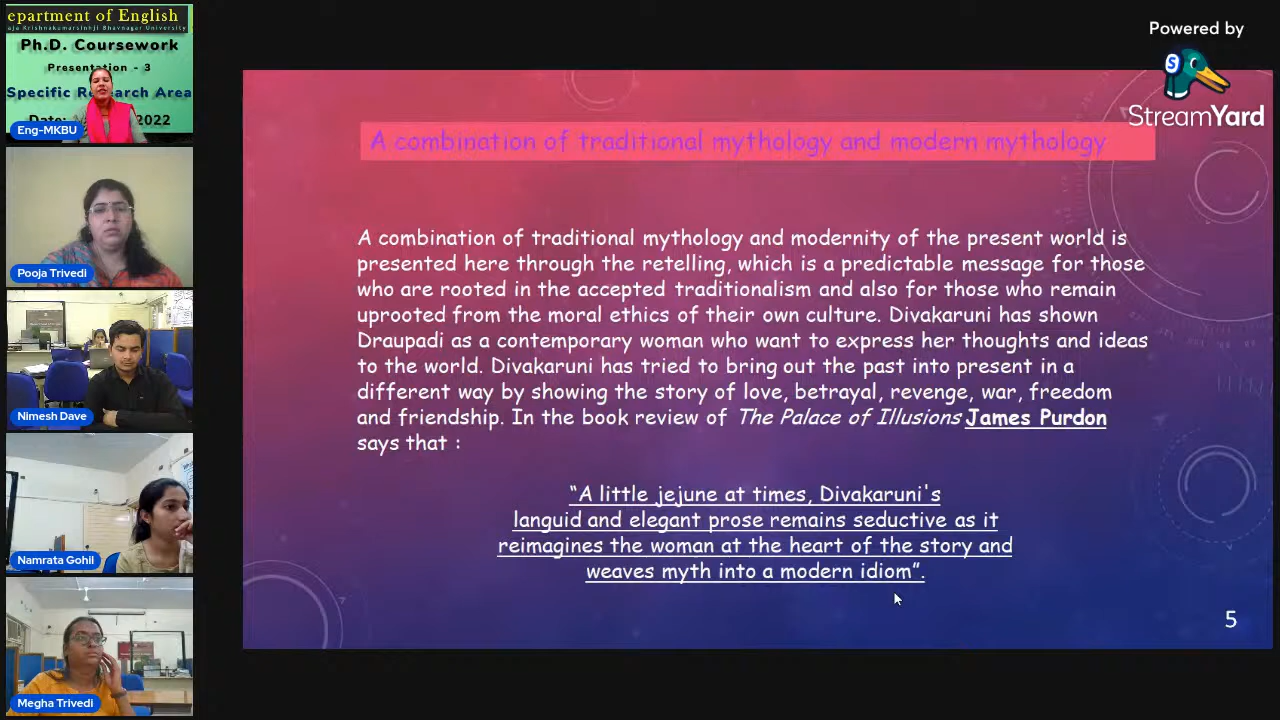 epartment of English
aja Krishnakumarsinhji Bhavnagar University
Ph.D. Coursework
Presentation - 3
Specific Research Area
Date: 2022
Eng-MKBU
Pooja Trivedi
Nimesh Dave
Namrata Gohil
Megha Trivedi
Powered by
StreamYard
A combination of traditional mythology and modern mythology
A combination of traditional mythology and modernity of the present world is
presented here through the retelling, which is a predictable message for those
who are rooted in the accepted traditionalism and also for those who remain
uprooted from the moral ethics of their own culture. Divakaruni has shown
Draupadi as a contemporary woman who want to express her thoughts and ideas
to the world. Divakaruni has tried to bring out the past into present in a
different way by showing the story of love, betrayal, revenge, war, freedom
and friendship. In the book review of The Palace of Illusions James Purdon
says that :
“A little jejune at times, Divakaruni's
languid and elegant prose remains seductive as it
reimagines the woman at the heart of the story and
weaves myth into a modern idiom”.
5